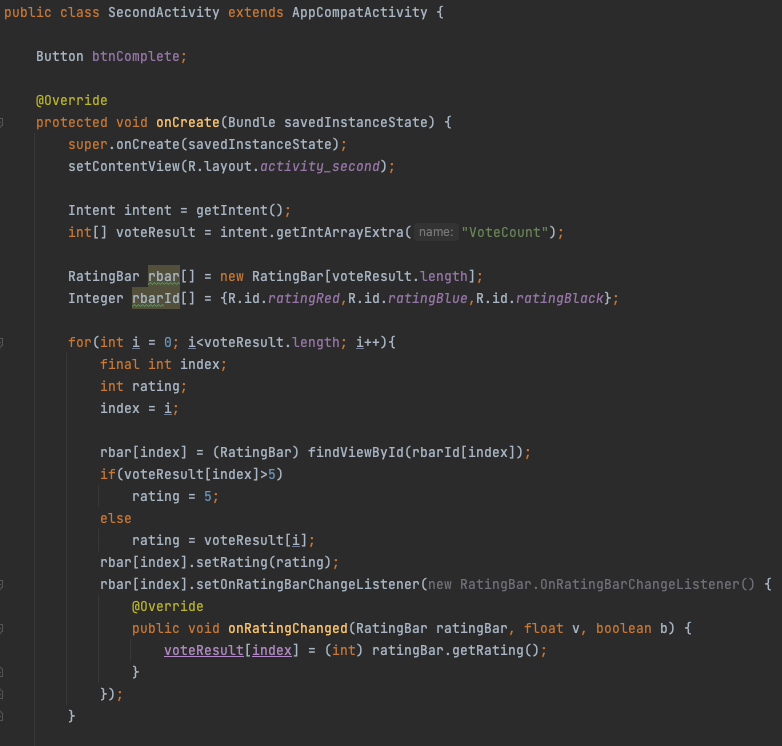 public class SecondActivity extends AppCompatActivity {
Button btnComplete;
@Override
protected void onCreate(Bundle savedInstanceState) {
super.onCreate(savedInstanceState);
setContentView(R.layout.activity_second);
Intent intent = getIntent();
int[] voteResult = intent.getIntArrayExtra( name: "VoteCount");
RatingBar rbar[] = new RatingBar[voteResult.length];
Integer rbarId[] = {R.id.ratingRed,R.id.ratingBlue,R.id.ratingBlack};
for(int i = 0; i<voteResult.length; i++){
final int index;
int rating;
index = i;
rbar[index] = (RatingBar) findViewById(rbarId[index]);
if(voteResult[index]>5)
rating = 5;
else
rating = voteResult[i];
rbar[index].setRating(rating);
rbar[index].setOnRatingBarChangeListener(new RatingBar.OnRatingBarChangeListener() {
@Override
public void onRatingChanged(RatingBar ratingBar, float v, boolean b) {
voteResult[index] = (int) ratingBar.getRating();
}
});
}